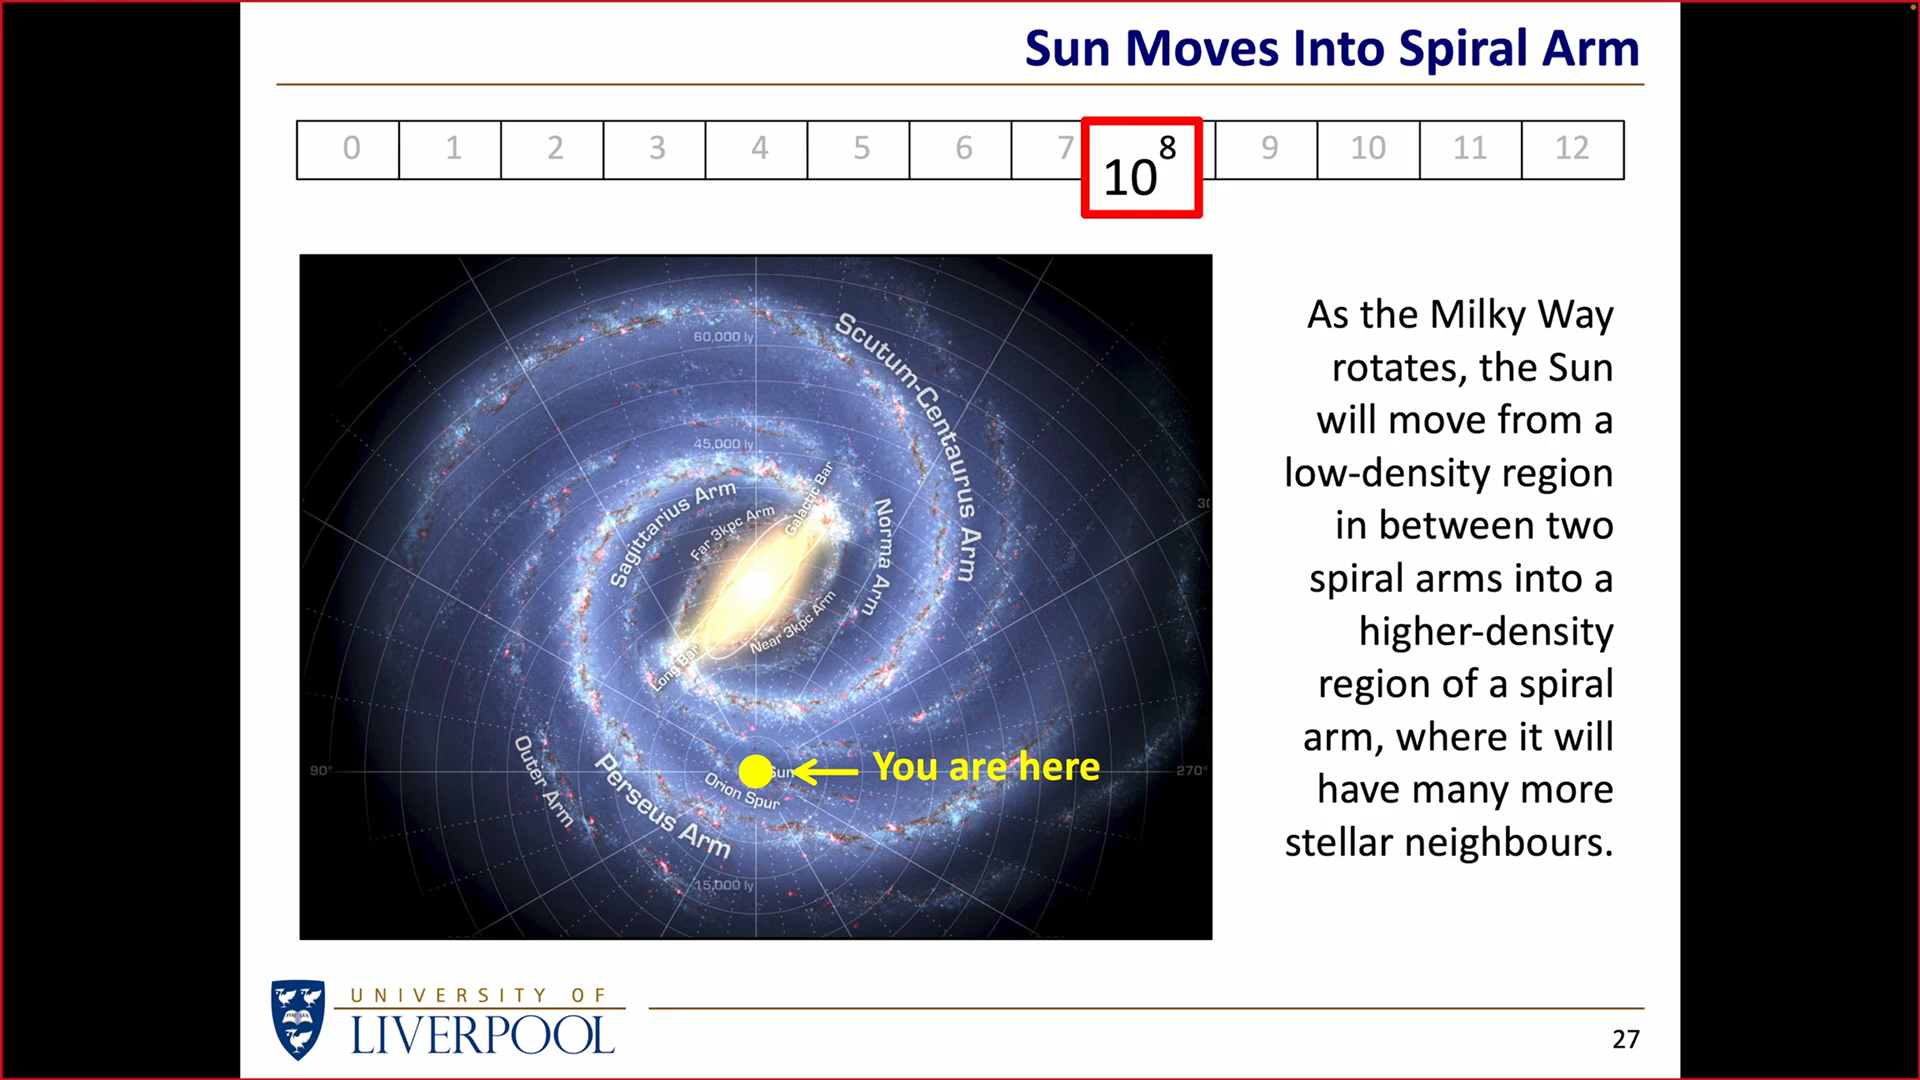 Sun Moves Into Spiral Arm
0 1 2 3 4 5 6 7 10^8 9 10 11 12
As the Milky Way
rotates, the Sun
will move from a
low-density region
in between two
spiral arms into a
higher-density
region of a spiral
arm, where it will
have many more
stellar neighbours.
60,000 ly
Scutum-Centaurus Arm
45,000 ly
Sagittarius Arm
Far 3kpc Arm
Galactic Bar
Norma Arm
Near 3kpc Arm
Long Bar
Outer Arm
Perseus Arm
Orion Spur
Sun
You are here
90°
270°
30
15,000 ly
UNIVERSITY OF
LIVERPOOL
27